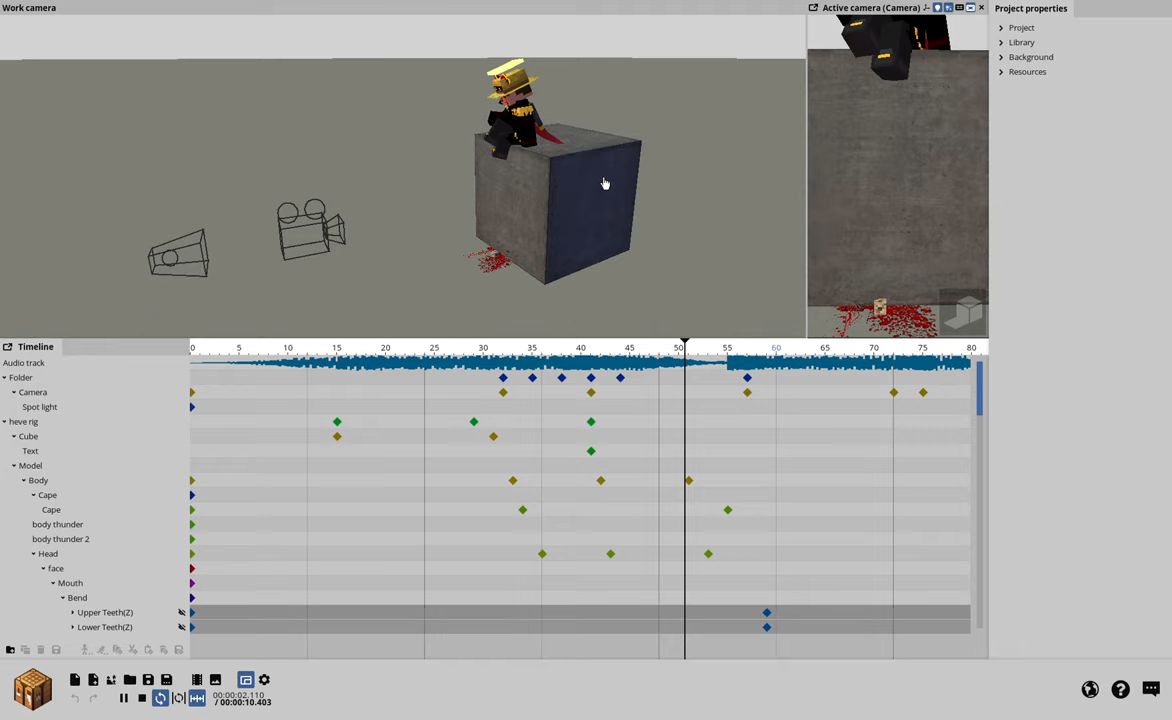 Work camera
Active camera (Camera)
Project properties
Project
Library
Background
Resources
Timeline
0 5 10 15 20 25 30 35 40 45 50 55 60 65 70 75 80
Audio track
Folder
Camera
Spot light
heve rig
Cube
Text
Model
Body
Cape
Cape
body thunder
body thunder 2
Head
face
Mouth
Bend
Upper Teeth(Z)
Lower Teeth(Z)
00:00:02.110
/ 00:00:10.403